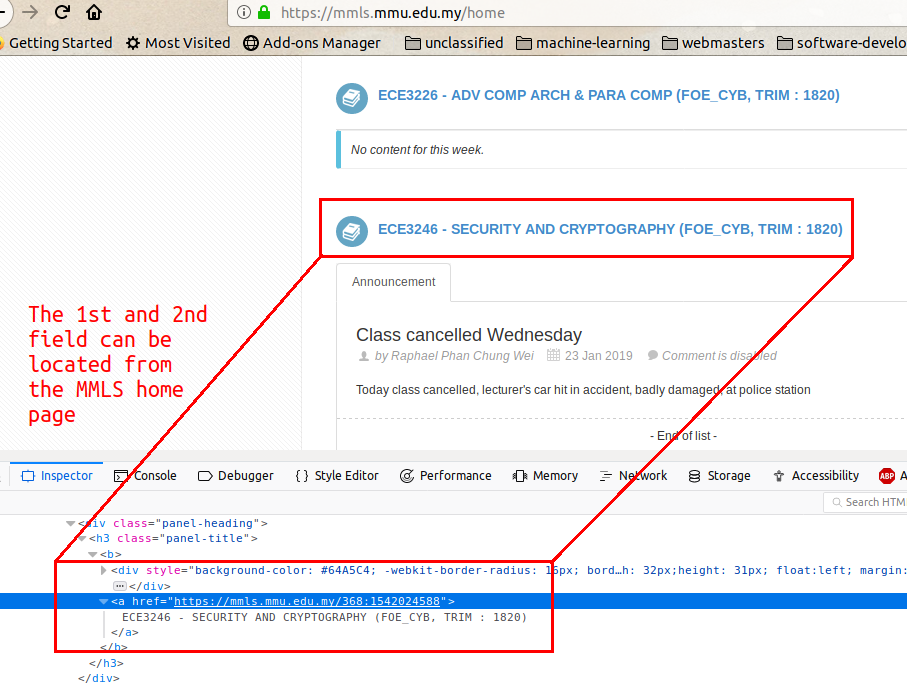 https://mmls.mmu.edu.my/home
Getting Started Most Visited Add-ons Manager unclassified machine-learning webmasters software-develo
ECE3226 - ADV COMP ARCH & PARA COMP (FOE_CYB, TRIM : 1820)
No content for this week.
ECE3246 - SECURITY AND CRYPTOGRAPHY (FOE_CYB, TRIM : 1820)
Announcement
The 1st and 2nd
field can be
located from
the MMLS home
page
Class cancelled Wednesday
by Raphael Phan Chung Wei 23 Jan 2019 Comment is disabled
Today class cancelled, lecturer's car hit in accident, badly damaged, at police station
- End of list -
Inspector Console Debugger {} Style Editor Performance Memory Network Storage Accessibility ABP A
Search HTM
<div class="panel-heading">
<h3 class="panel-title">
<b>
<div style="background-color: #64A5C4; -webkit-border-radius: 16px; bord…h: 32px;height: 31px; float:left; margin:
</div>
<a href="https://mmls.mmu.edu.my/368:1542024588">
ECE3246 - SECURITY AND CRYPTOGRAPHY (FOE_CYB, TRIM : 1820)
</a>
</b>
</h3>
</div>